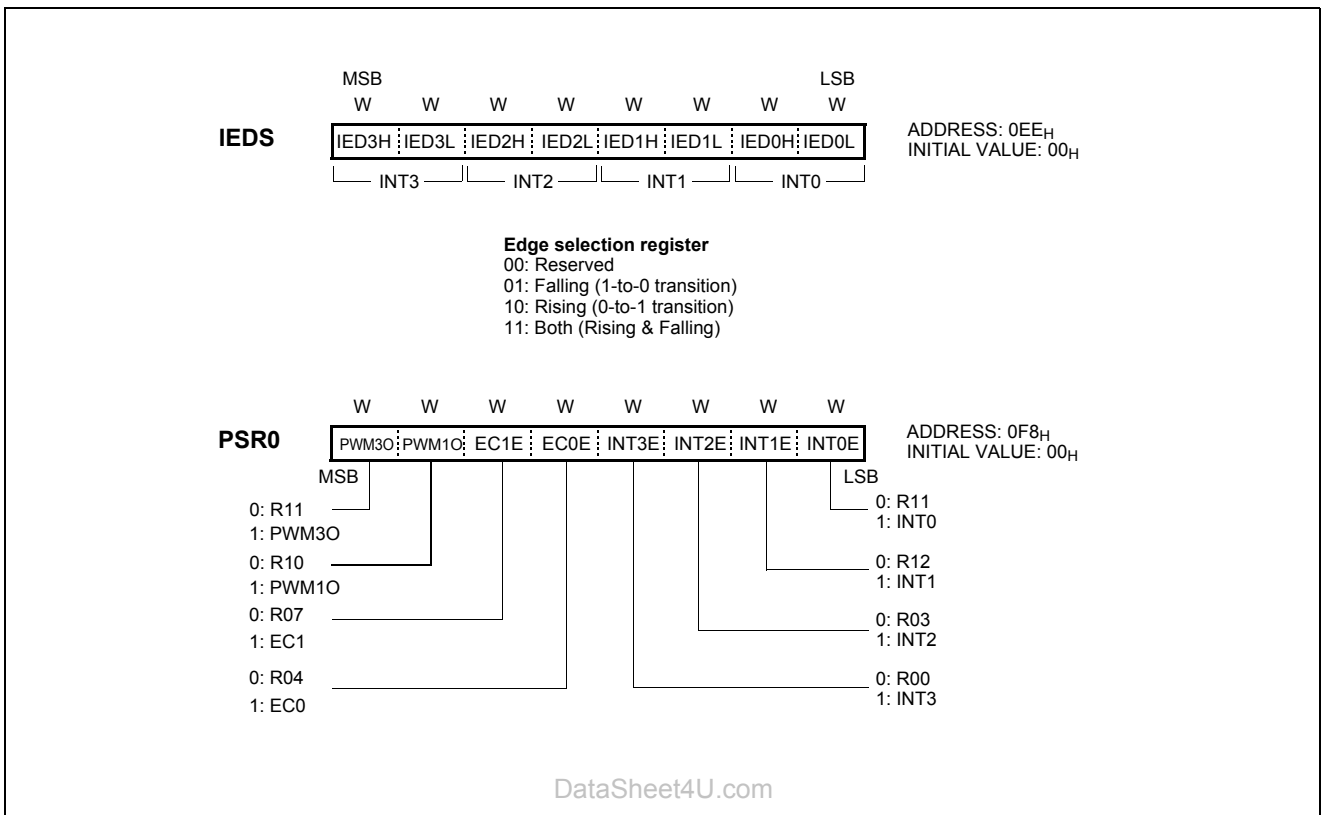 MSB LSB
W W W W W W W W
IEDS IED3H IED3L IED2H IED2L IED1H IED1L IED0H IED0L ADDRESS: 0EEH
INITIAL VALUE: 00H
INT3 INT2 INT1 INT0
Edge selection register
00: Reserved
01: Falling (1-to-0 transition)
10: Rising (0-to-1 transition)
11: Both (Rising & Falling)
W W W W W W W W
PSR0 PWM3O PWM1O EC1E EC0E INT3E INT2E INT1E INT0E ADDRESS: 0F8H
INITIAL VALUE: 00H
MSB LSB
0: R11
1: PWM3O
0: R10
1: PWM1O
0: R07
1: EC1
0: R04
1: EC0
0: R11
1: INT0
0: R12
1: INT1
0: R03
1: INT2
0: R00
1: INT3
DataSheet4U.com